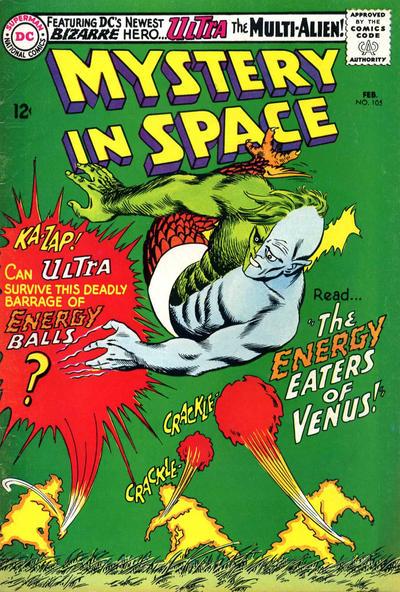 SUPERMAN
DC
NATIONAL COMICS
FEATURING DC'S NEWEST
BIZARRE HERO... ULTRA THE MULTI-ALIEN!
APPROVED
BY THE
COMICS
CODE
CA
AUTHORITY
MYSTERY
IN SPACE
12¢
FEB.
NO. 105
KA-ZAP!
CAN ULTRA
SURVIVE THIS DEADLY
BARRAGE OF
ENERGY
BALLS
?
Read...
"The
ENERGY
EATERS
OF
VENUS!"
CRACKLE
CRACKLE